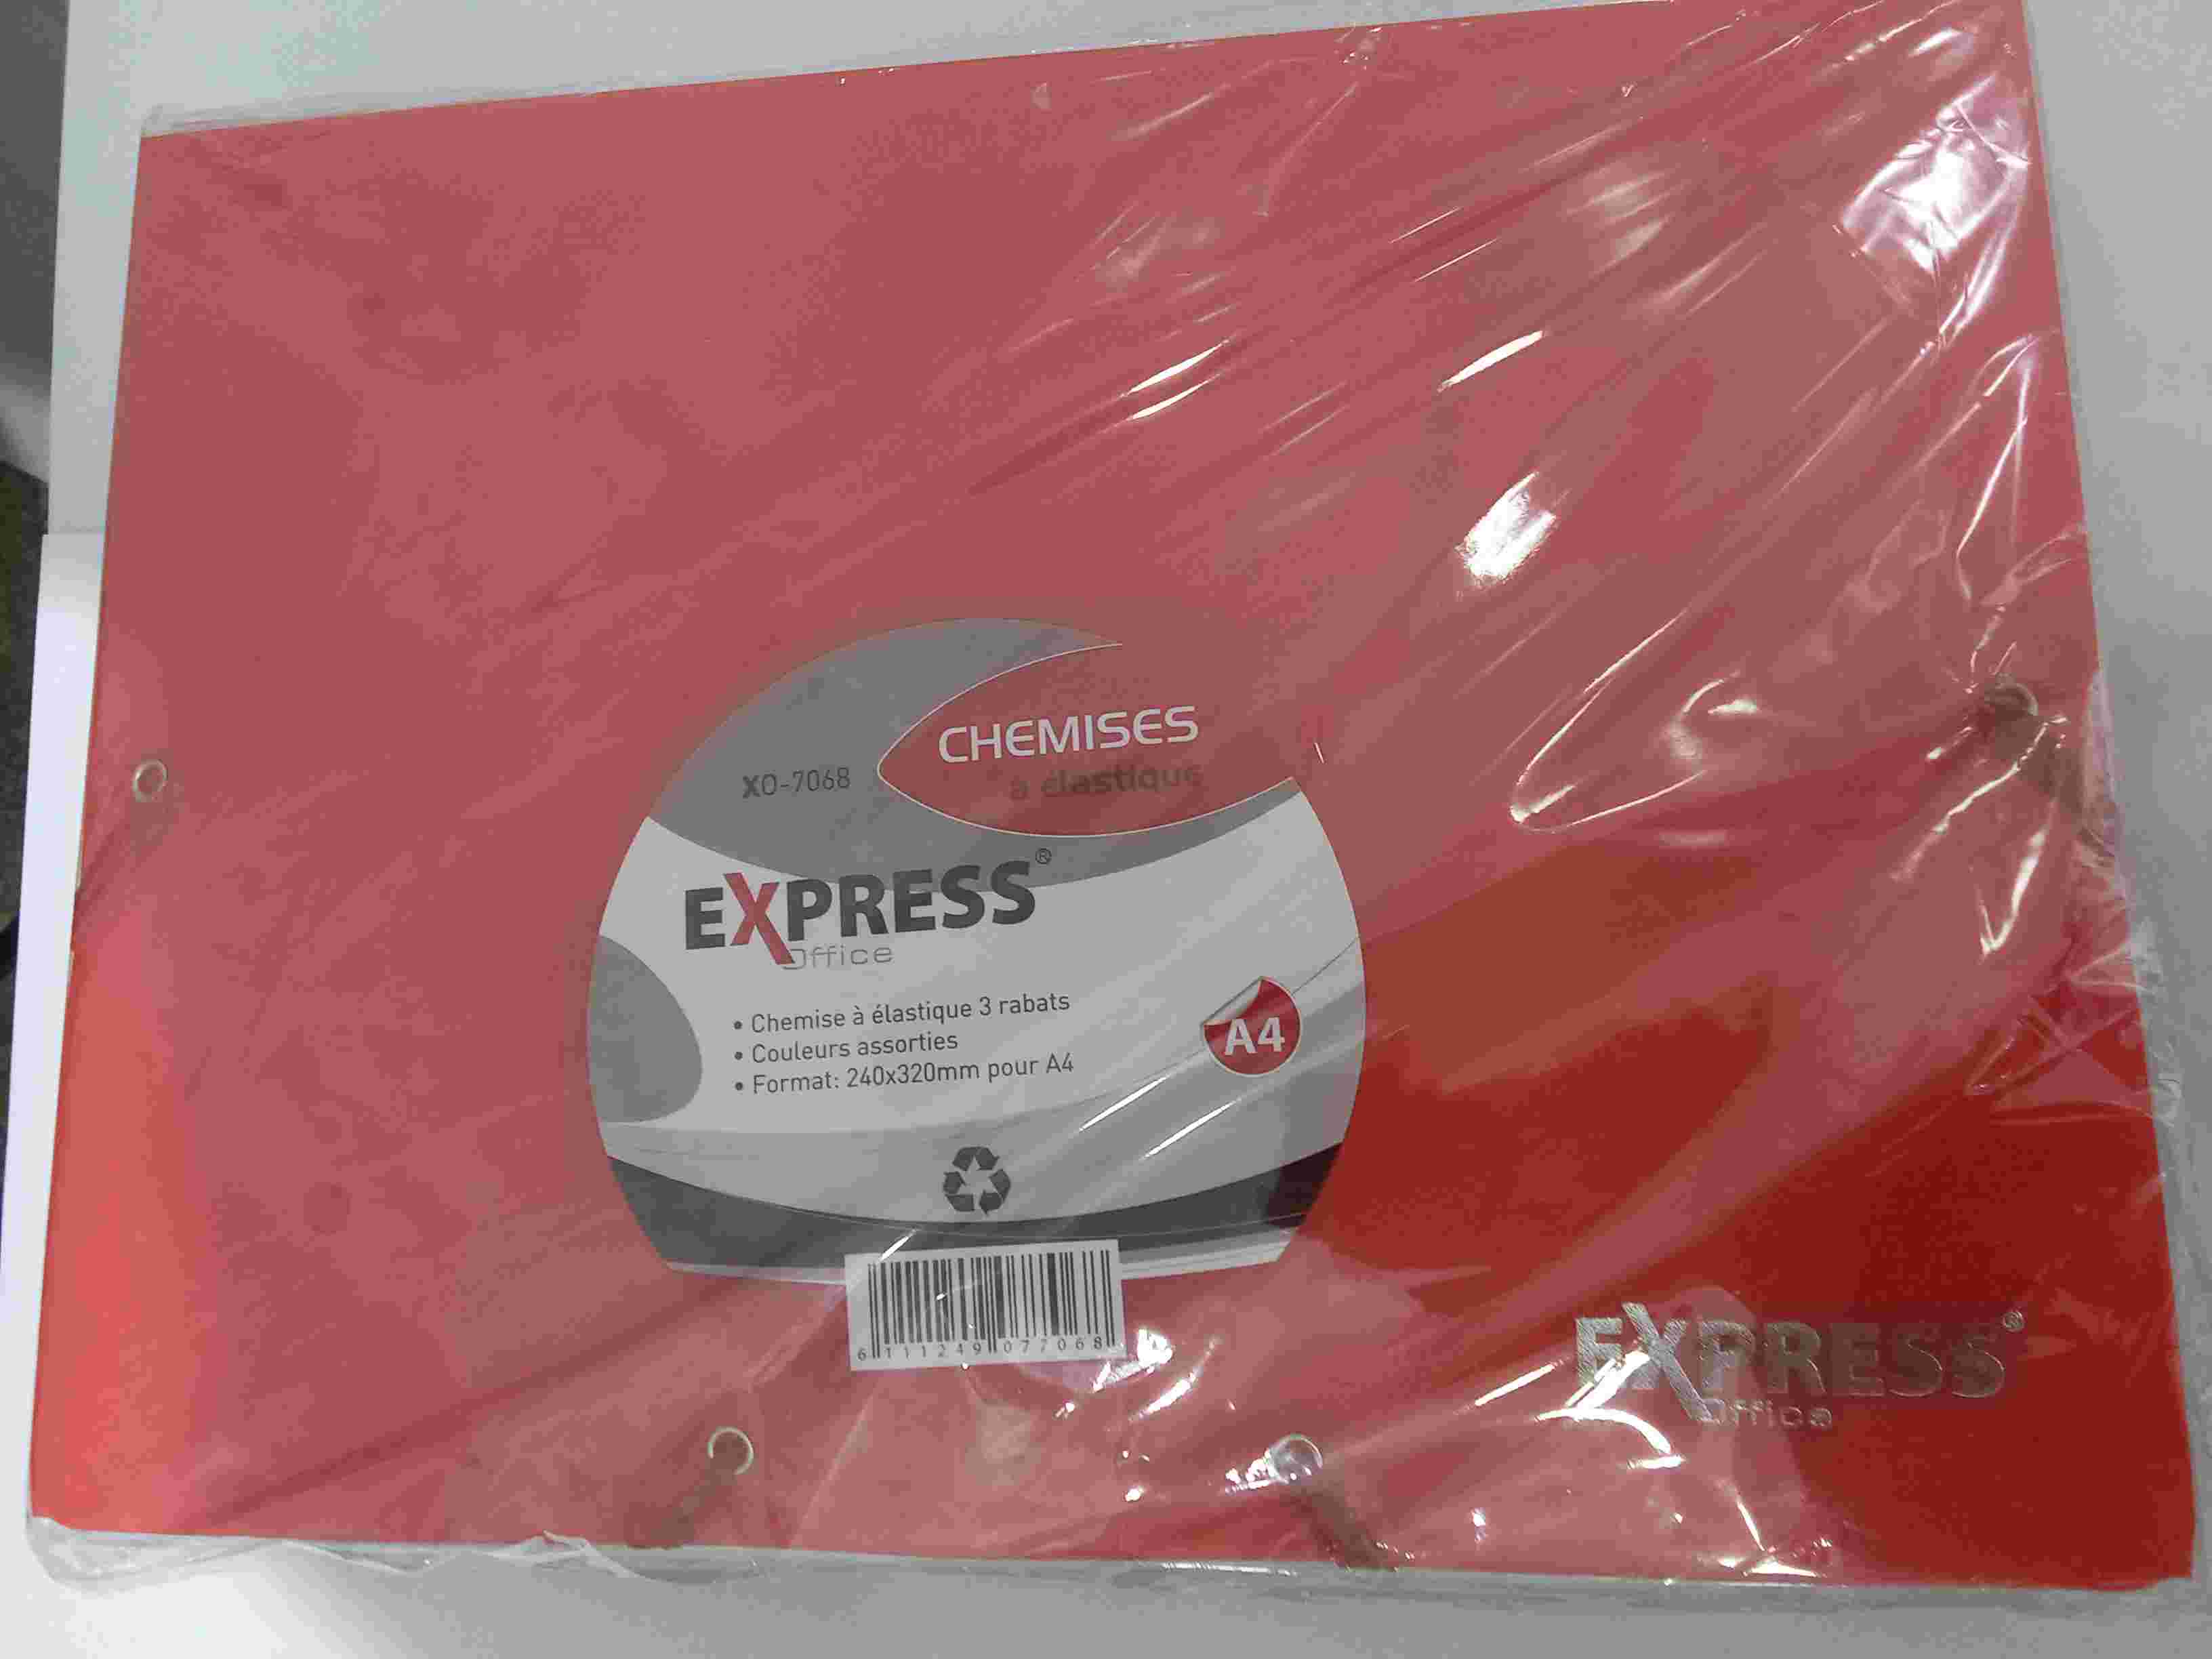 CHEMISES
à élastique
XO-7068
EXPRESS®
Office
• Chemise à élastique 3 rabats
• Couleurs assorties
• Format: 240x320mm pour A4
A4
6 111249 077068
EXPRESS®
Office